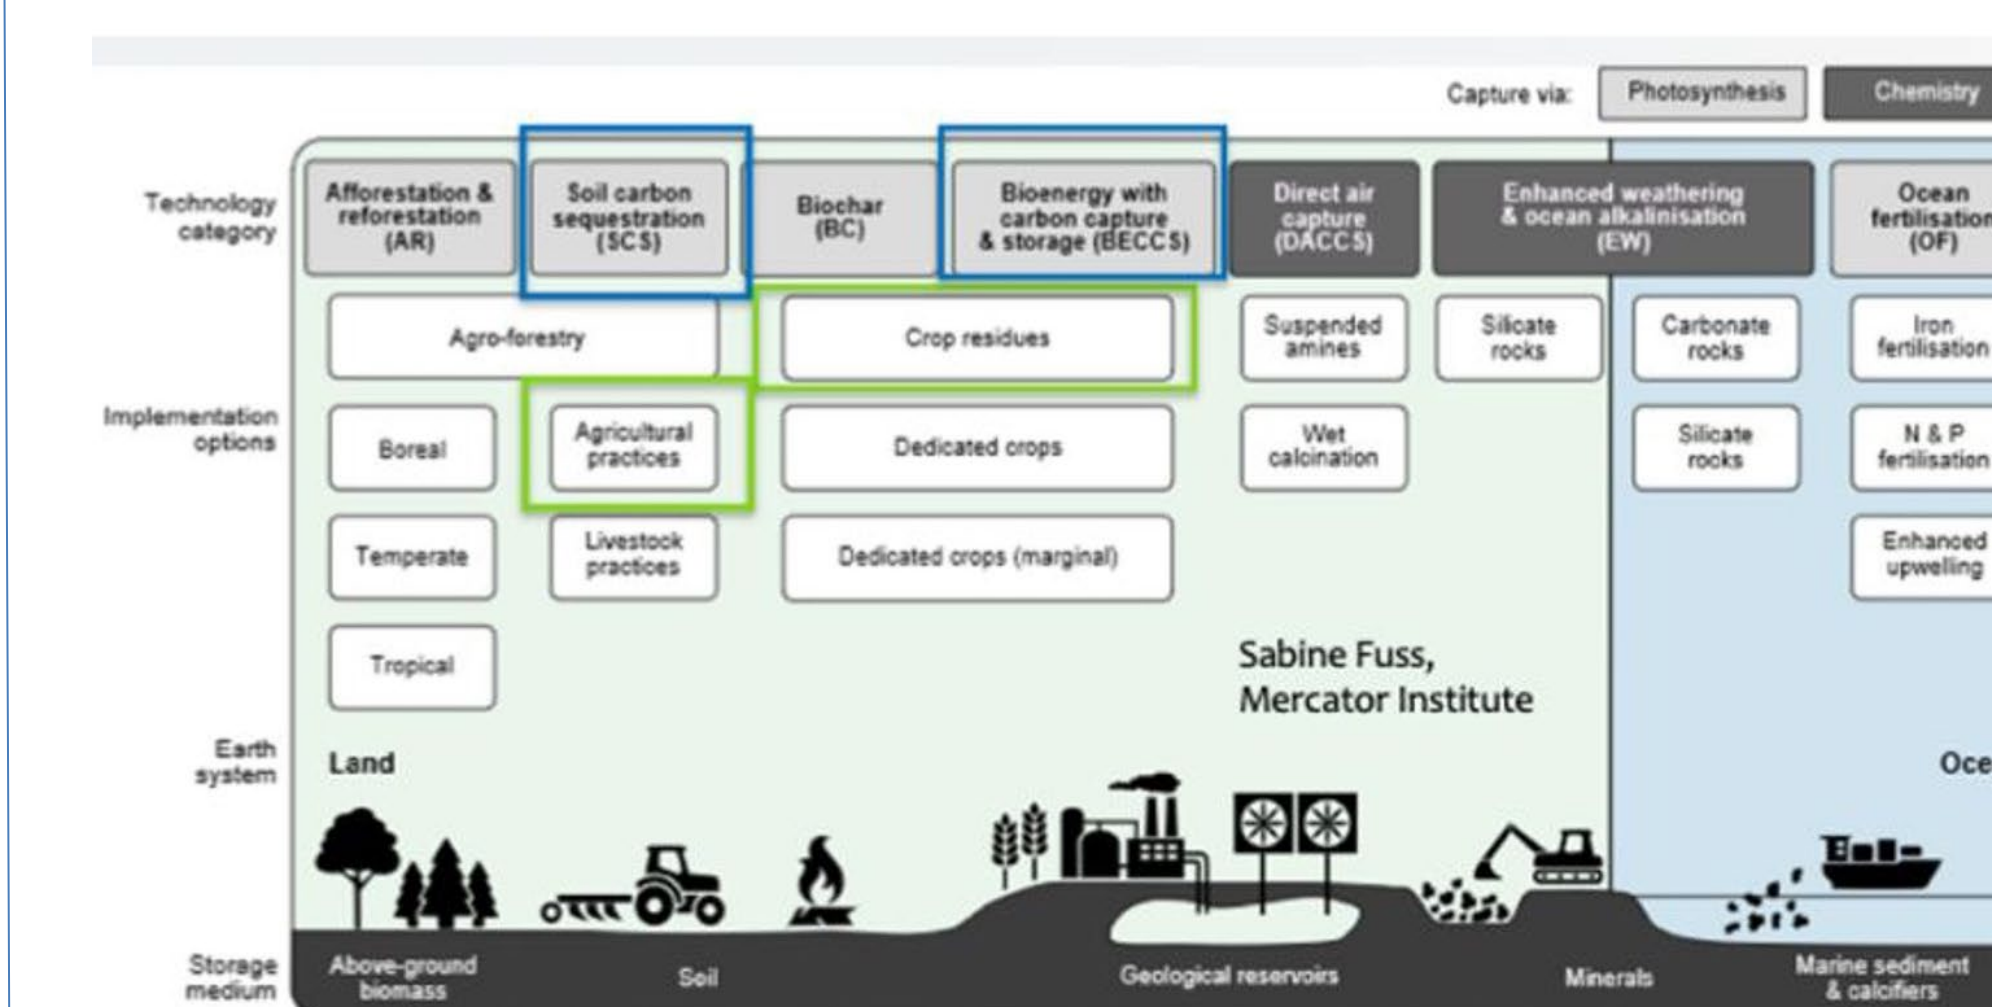 Capture via:
Photosynthesis
Chemistry
Technology
category
Afforestation &
reforestation
(AR)
Soil carbon
sequestration
(SCS)
Biochar
(BC)
Bioenergy with
carbon capture
& storage (BECCS)
Direct air
capture
(DACCS)
Enhanced weathering
& ocean alkalinisation
(EW)
Ocean
fertilisation
(OF)
Implementation
options
Agro-forestry
Crop residues
Suspended
amines
Silicate
rocks
Carbonate
rocks
Iron
fertilisation
Boreal
Agricultural
practices
Dedicated crops
Wet
calcination
Silicate
rocks
N & P
fertilisation
Temperate
Livestock
practices
Dedicated crops (marginal)
Enhanced
upwelling
Tropical
Sabine Fuss,
Mercator Institute
Earth
system
Land
Oce
Storage
medium
Above-ground
biomass
Soil
Geological reservoirs
Minerals
Marine sediment
& calcifiers